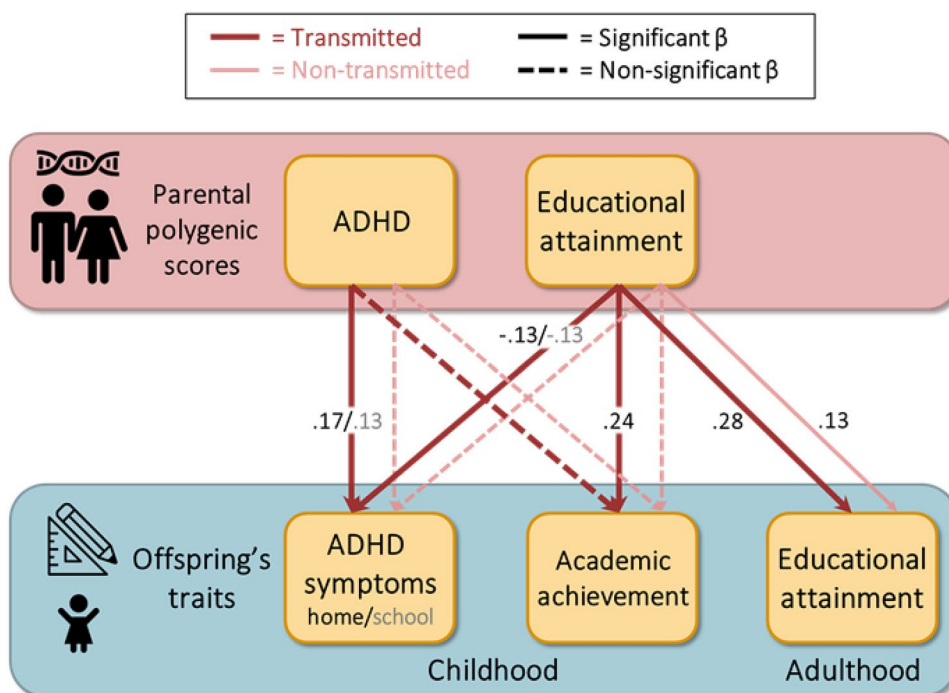 = Transmitted
= Significant β
= Non-transmitted
= Non-significant β
Parental
polygenic
scores
ADHD
Educational
attainment
-.13/-.13
.17/.13
.24
.28
.13
Offspring's
traits
ADHD
symptoms
home/school
Academic
achievement
Educational
attainment
Childhood
Adulthood